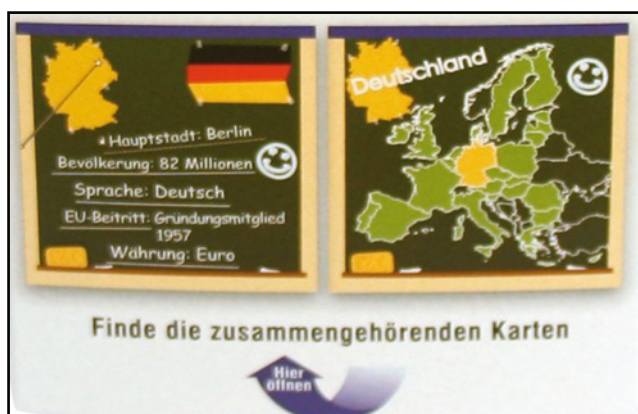 Hauptstadt: Berlin
Bevölkerung: 82 Millionen
Sprache: Deutsch
EU-Beitritt: Gründungsmitglied
1957
Währung: Euro
Deutschland
Finde die zusammengehörenden Karten
Hier
öffnen